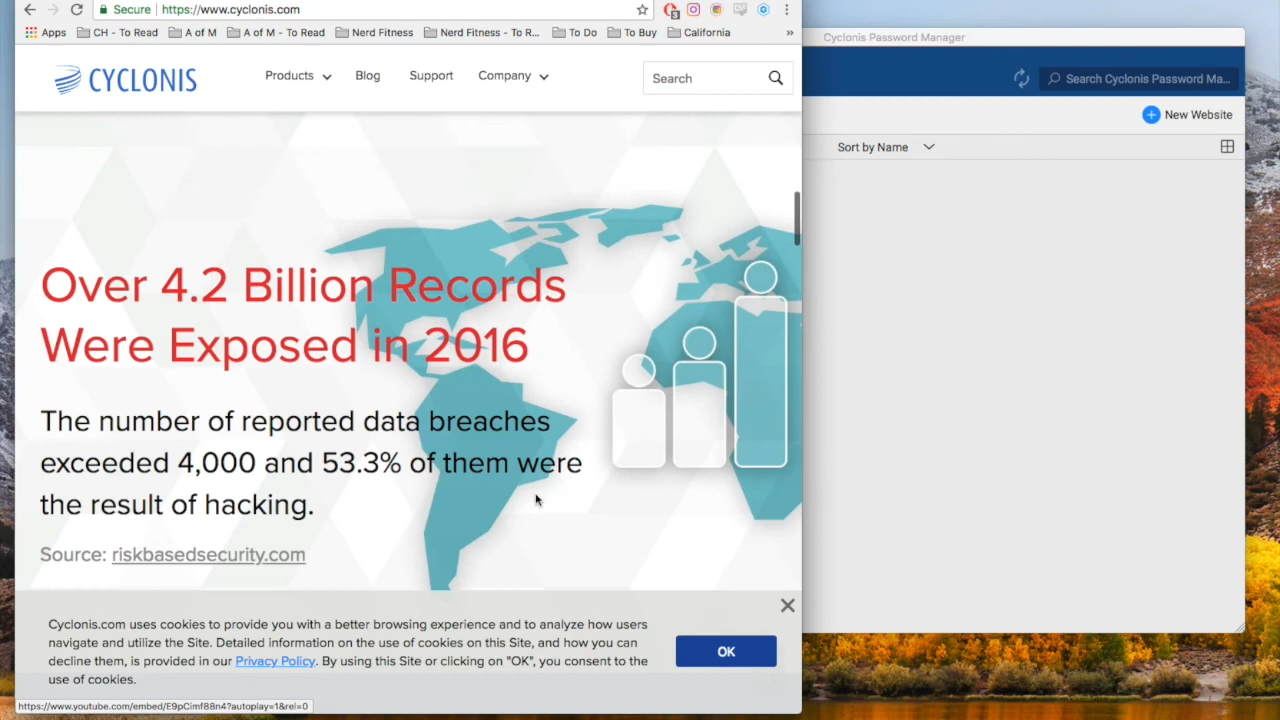 Secure
https://www.cyclonis.com
3
Apps
CH - To Read
A of M
A of M - To Read
Nerd Fitness
Nerd Fitness - To R...
To Do
To Buy
California
»
CYCLONIS
Products
Blog
Support
Company
Search
Over 4.2 Billion Records
Were Exposed in 2016
The number of reported data breaches
exceeded 4,000 and 53.3% of them were
the result of hacking.
Source: riskbasedsecurity.com
Cyclonis.com uses cookies to provide you with a better browsing experience and to analyze how users
navigate and utilize the Site. Detailed information on the use of cookies on this Site, and how you can
decline them, is provided in our Privacy Policy. By using this Site or clicking on "OK", you consent to the
use of cookies.
OK
https://www.youtube.com/embed/E9pCimf88n4?autoplay=1&rel=0
Cyclonis Password Manager
Search Cyclonis Password Ma...
New Website
Sort by Name